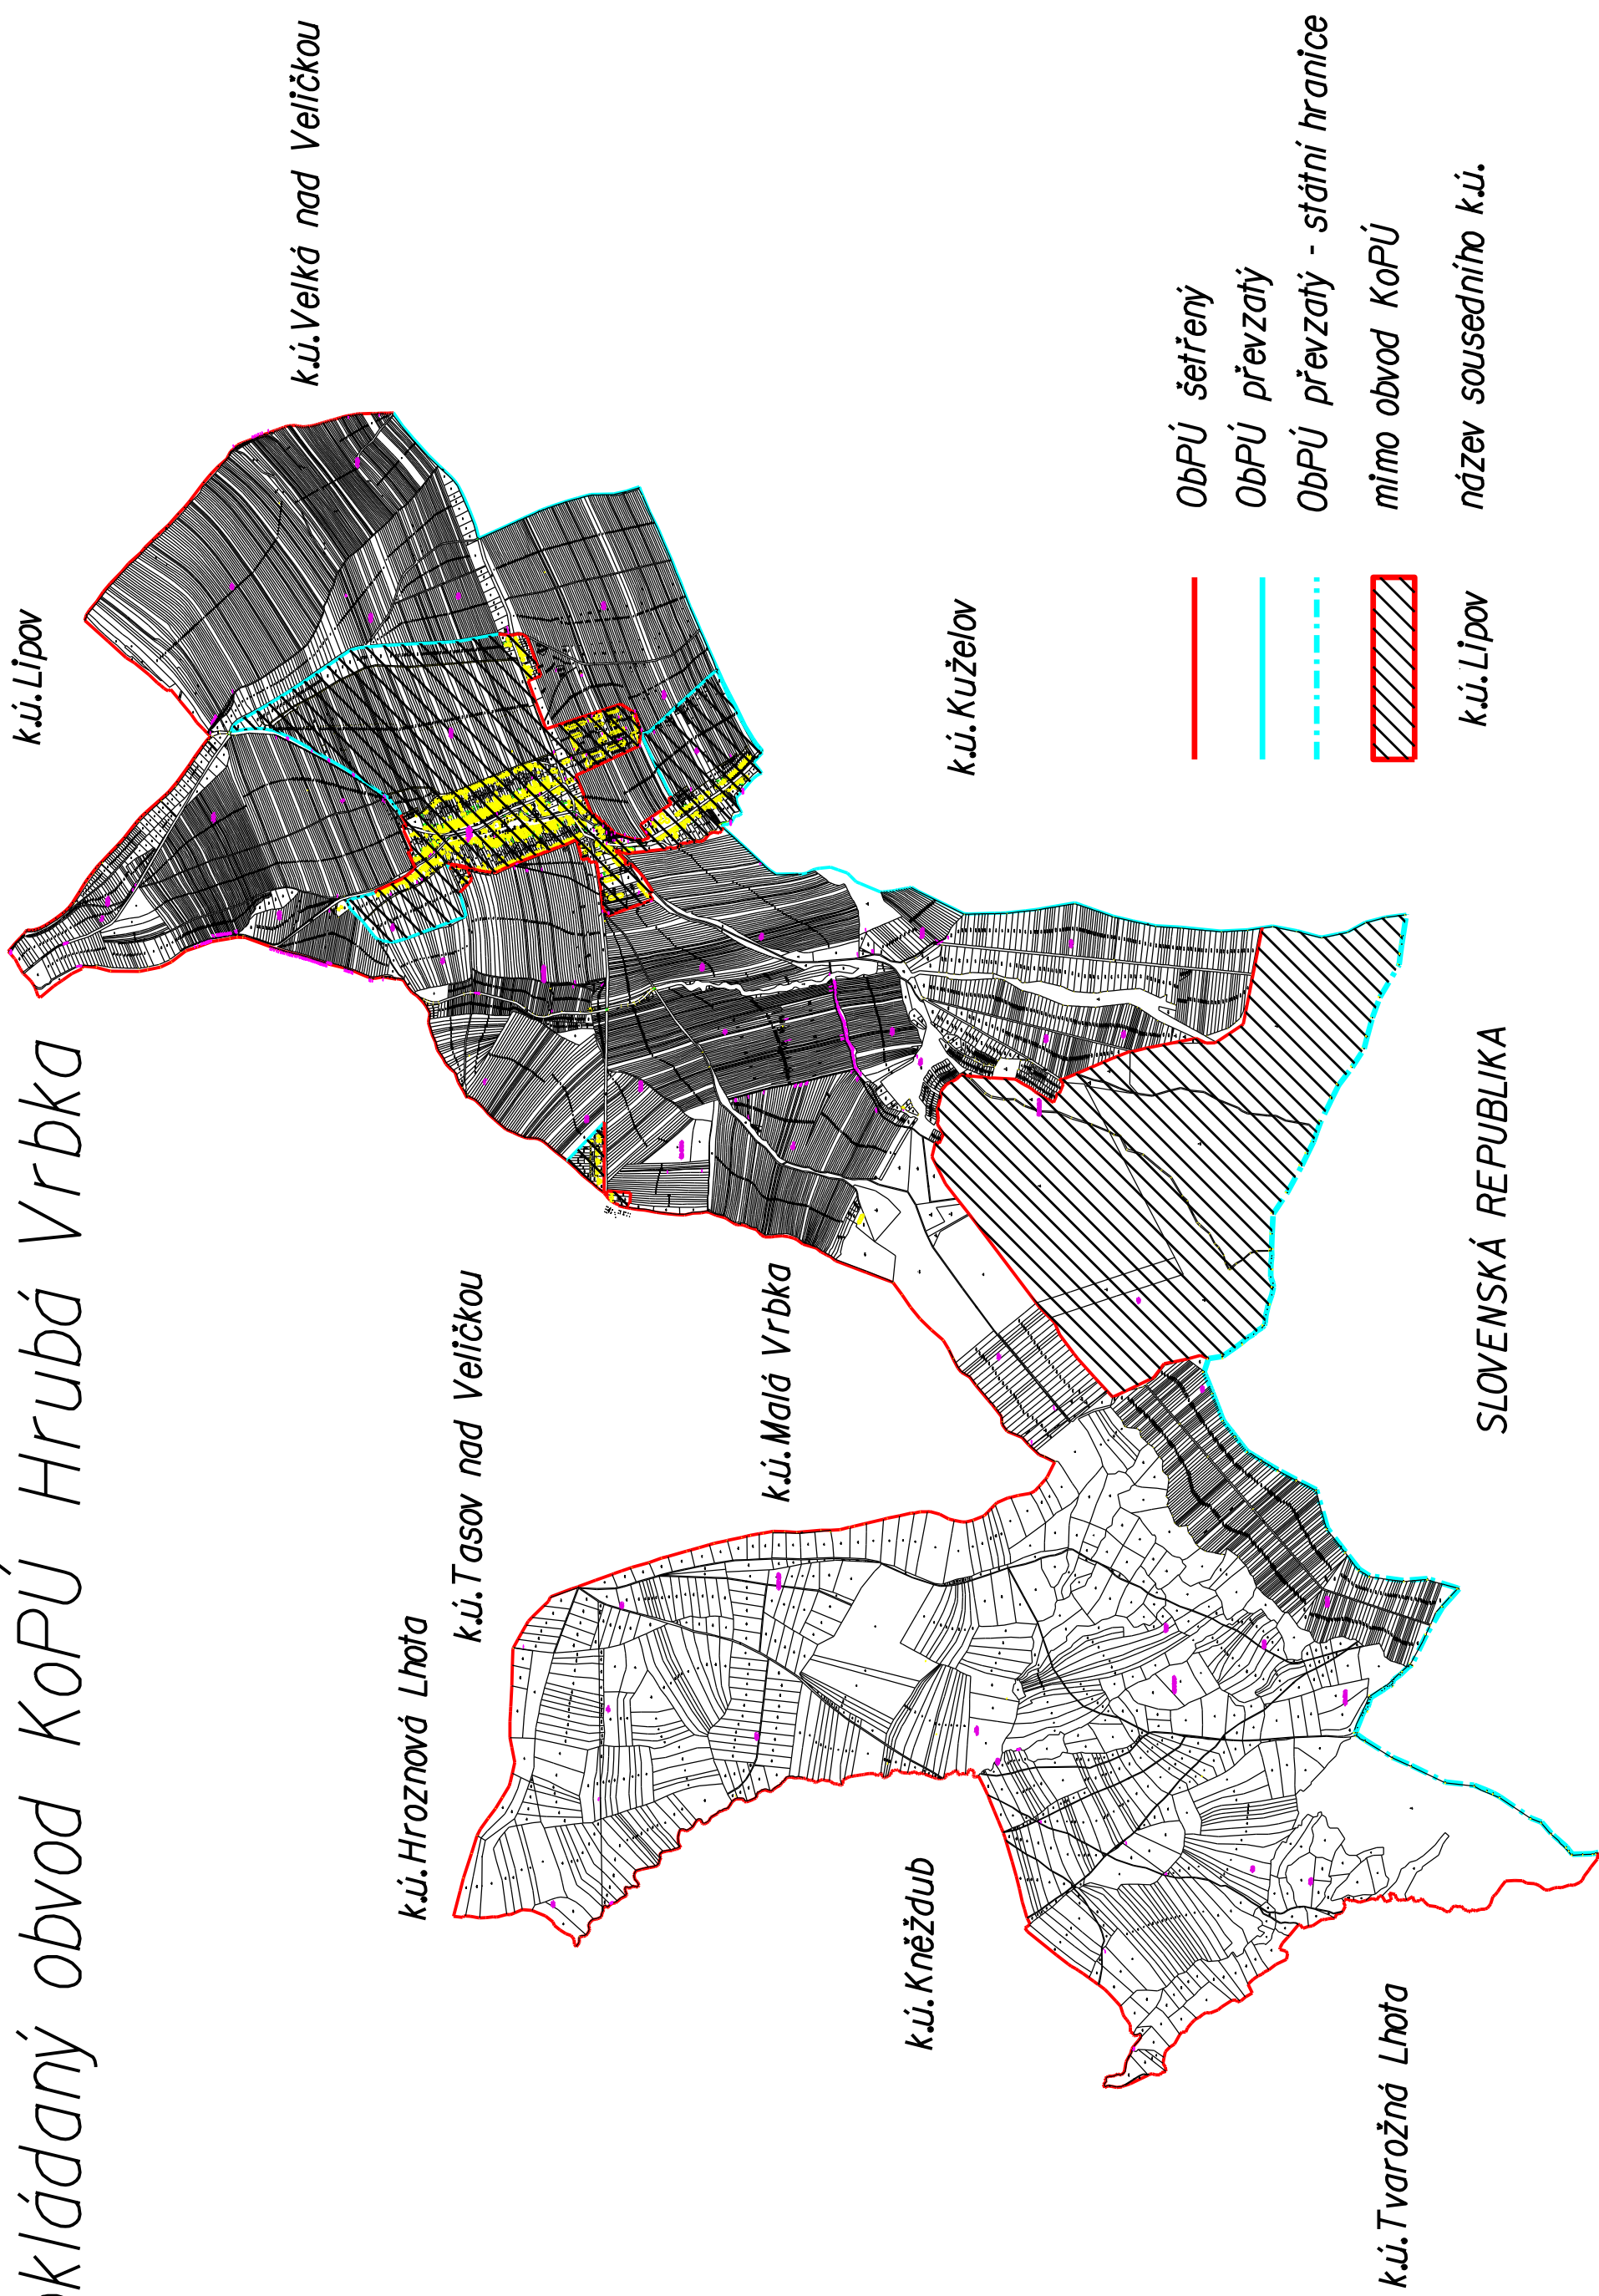 obvod KoPÚ Hrubá Vrbka
k.ú.Lipov
k.ú.Velká nad Veličkou
k.ú.Hroznová Lhota
k.ú.Tasov nad Veličkou
k.ú.Malá Vrbka
k.ú.Kněždub
k.ú.Kuželov
k.ú.Tvarožná Lhota
SLOVENSKÁ REPUBLIKA
ObPÚ šetřený
ObPÚ převzatý
ObPÚ převzatý - státní hranice
mimo obvod KoPÚ
k.ú.Lipov název sousedního k.ú.